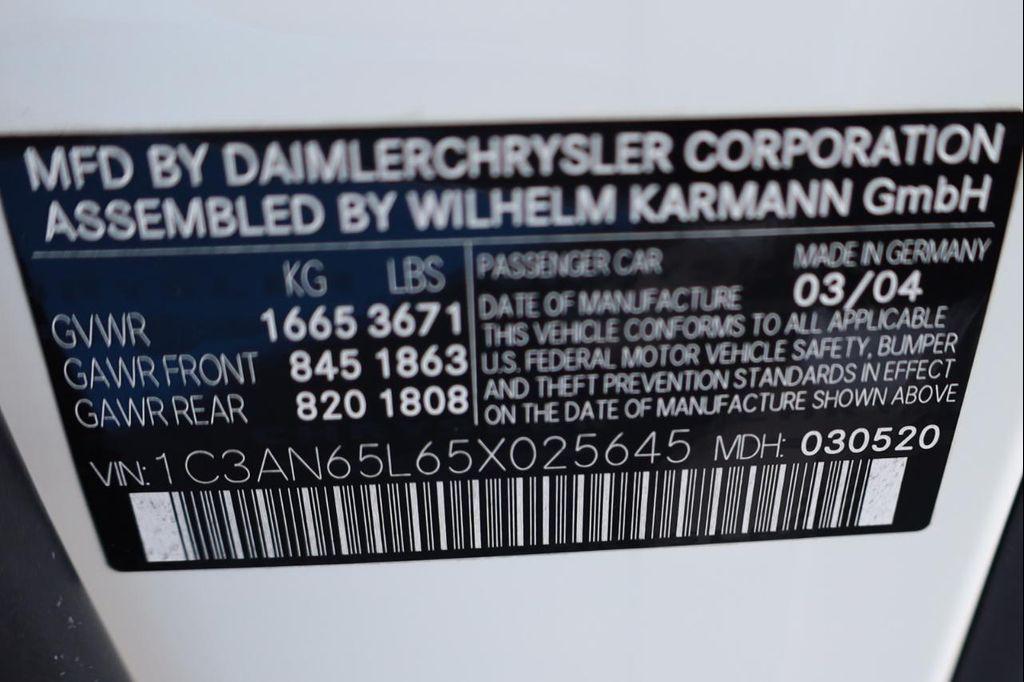 MFD BY DAIMLERCHRYSLER CORPORATION
ASSEMBLED BY WILHELM KARMANN GmbH
KG LBS
GVWR 1665 3671
GAWR FRONT 845 1863
GAWR REAR 820 1808
PASSENGER CAR MADE IN GERMANY
DATE OF MANUFACTURE 03/04
THIS VEHICLE CONFORMS TO ALL APPLICABLE
U.S. FEDERAL MOTOR VEHICLE SAFETY, BUMPER
AND THEFT PREVENTION STANDARDS IN EFFECT
ON THE DATE OF MANUFACTURE SHOWN ABOVE
VIN: 1C3AN65L65X025645 MDH: 030520